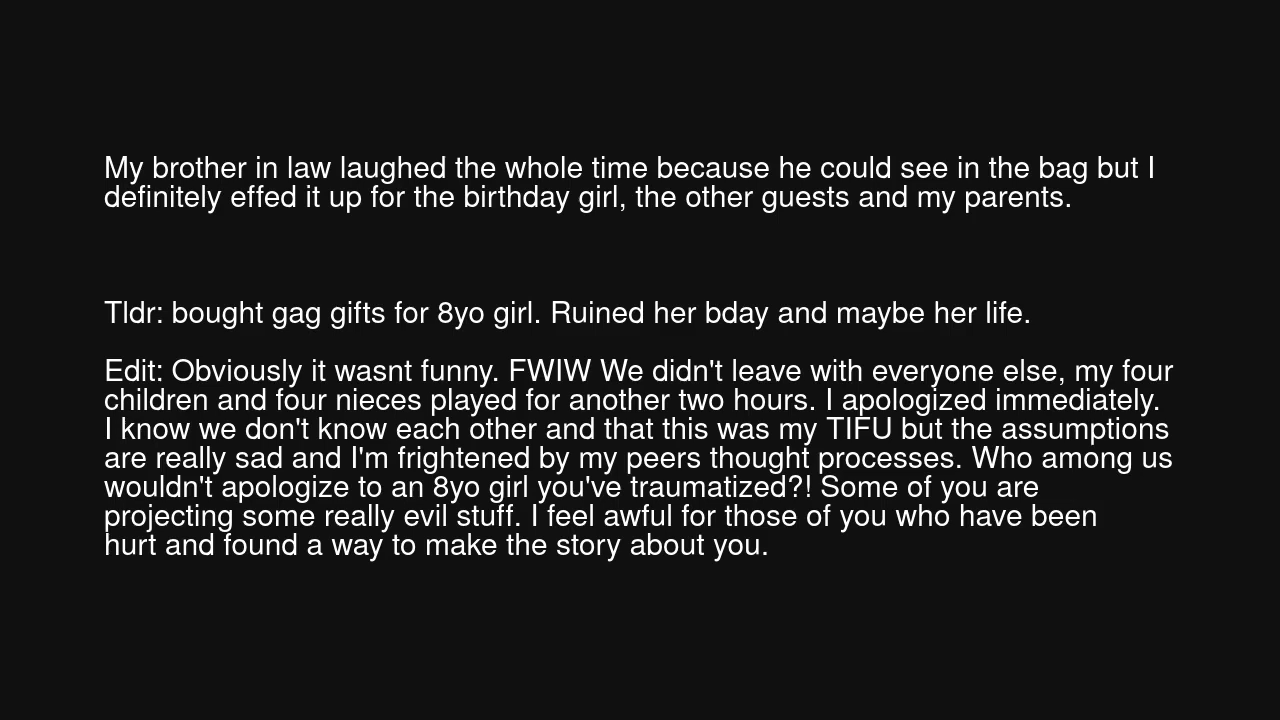 My brother in law laughed the whole time because he could see in the bag but I
definitely effed it up for the birthday girl, the other guests and my parents.
Tldr: bought gag gifts for 8yo girl. Ruined her bday and maybe her life.
Edit: Obviously it wasnt funny. FWIW We didn't leave with everyone else, my four
children and four nieces played for another two hours. I apologized immediately.
I know we don't know each other and that this was my TIFU but the assumptions
are really sad and I'm frightened by my peers thought processes. Who among us
wouldn't apologize to an 8yo girl you've traumatized?! Some of you are
projecting some really evil stuff. I feel awful for those of you who have been
hurt and found a way to make the story about you.